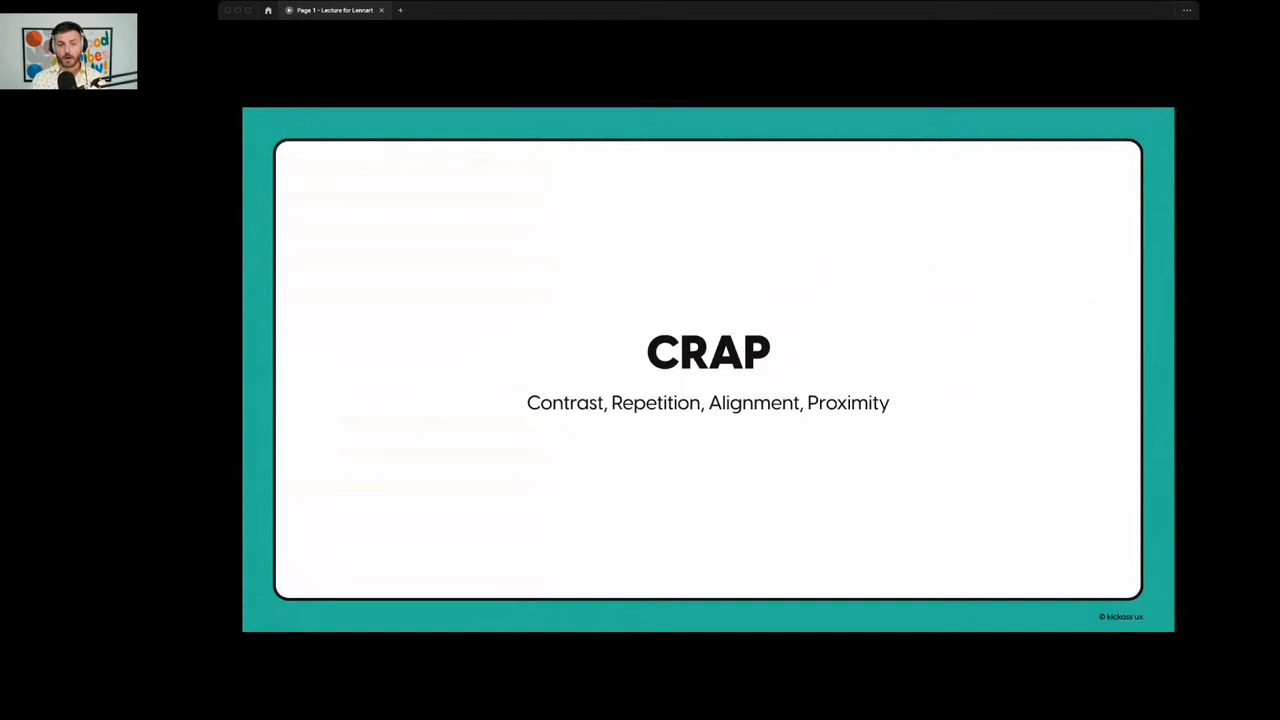 Page 1 - Lecture for Lennart
CRAP
Contrast, Repetition, Alignment, Proximity
© kickass ux